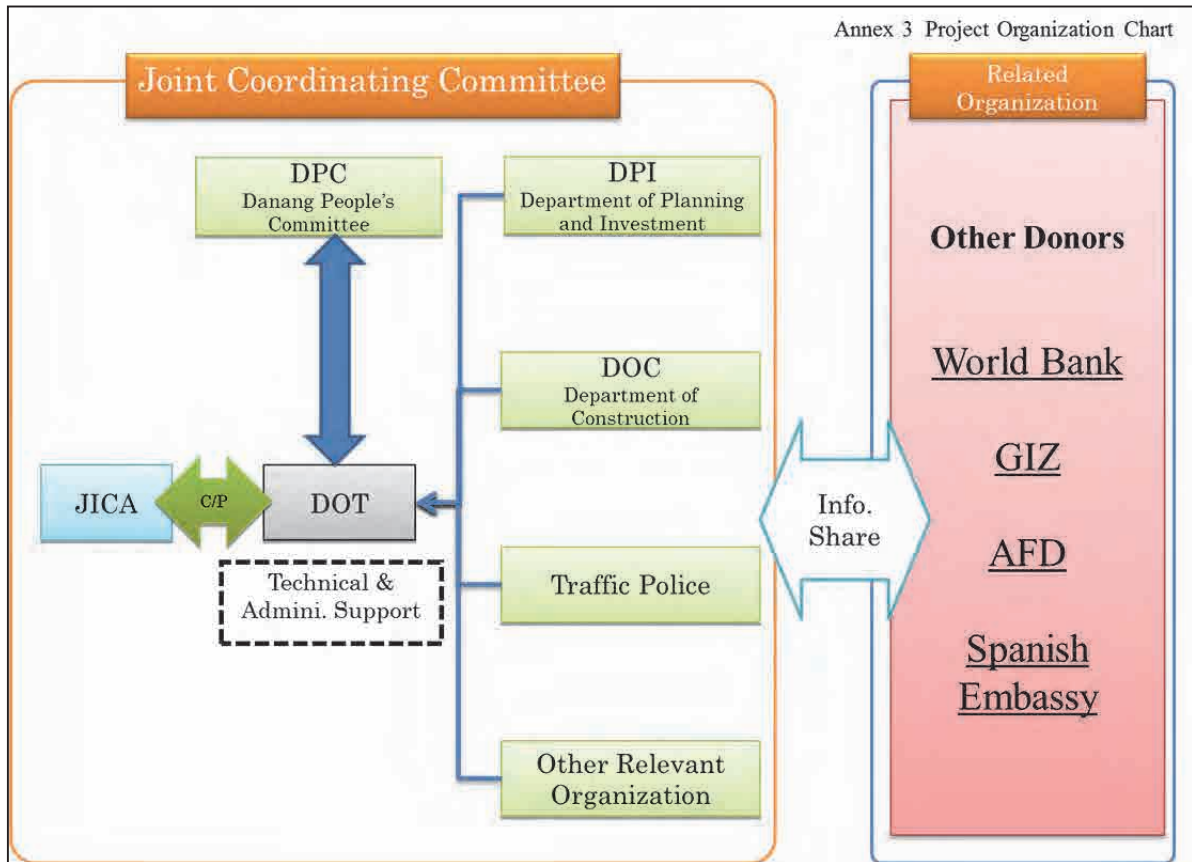 Annex 3 Project Organization Chart
Joint Coordinating Committee
DPC
Danang People's
Committee
DPI
Department of Planning
and Investment
DOC
Department of
Construction
JICA
C/P
DOT
Technical &
Admini. Support
Traffic Police
Other Relevant
Organization
Info.
Share
Related
Organization
Other Donors
World Bank
GIZ
AFD
Spanish
Embassy